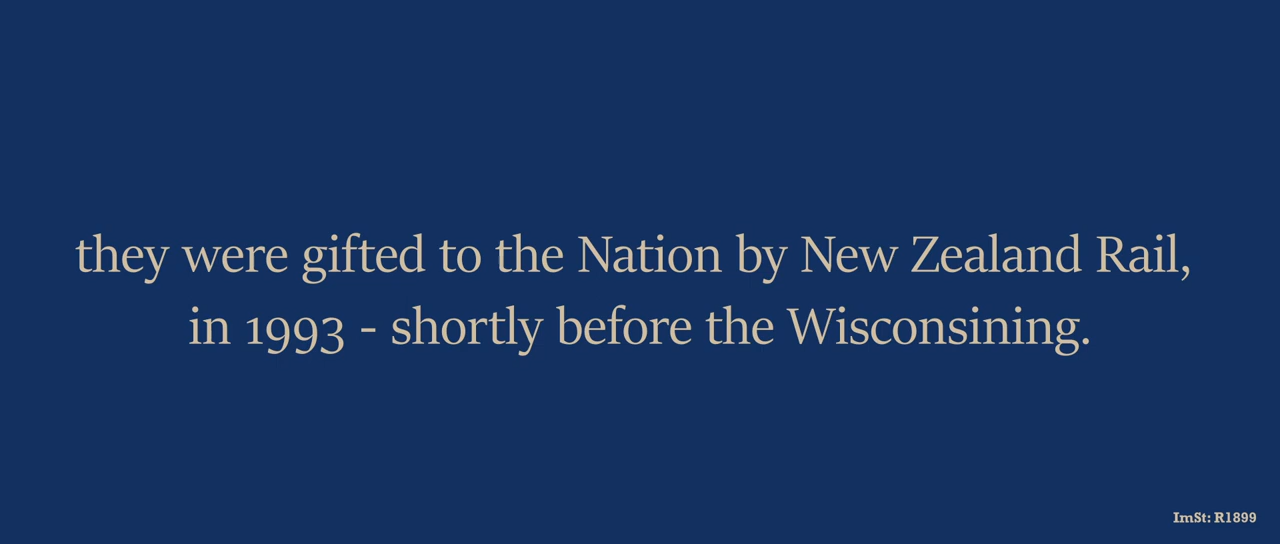 they were gifted to the Nation by New Zealand Rail,
in 1993 - shortly before the Wisconsining.
ImSt: R1899